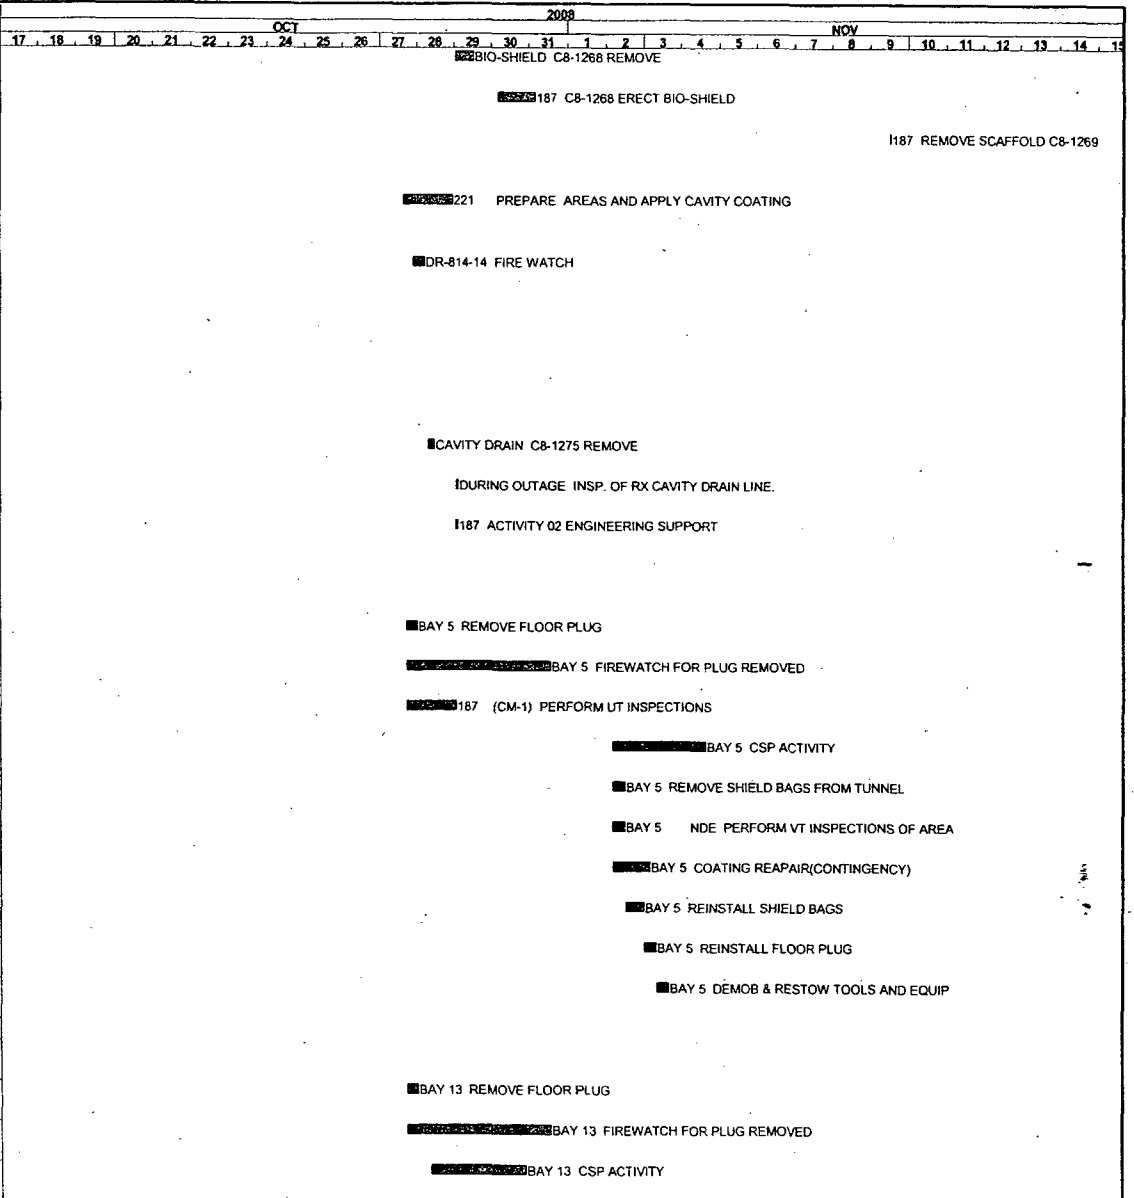 2008
OCT NOV
17 18 19 20 21 22 23 24 25 26 27 28 29 30 31 1 2 3 4 5 6 7 8 9 10 11 12 13 14 15
BIO-SHIELD C8-1268 REMOVE
187 C8-1268 ERECT BIO-SHIELD
187 REMOVE SCAFFOLD C8-1269
221 PREPARE AREAS AND APPLY CAVITY COATING
DR-814-14 FIRE WATCH
CAVITY DRAIN C8-1275 REMOVE
DURING OUTAGE INSP. OF RX CAVITY DRAIN LINE.
187 ACTIVITY 02 ENGINEERING SUPPORT
BAY 5 REMOVE FLOOR PLUG
BAY 5 FIREWATCH FOR PLUG REMOVED
187 (CM-1) PERFORM UT INSPECTIONS
BAY 5 CSP ACTIVITY
BAY 5 REMOVE SHIELD BAGS FROM TUNNEL
BAY 5 NDE PERFORM VT INSPECTIONS OF AREA
BAY 5 COATING REAPAIR(CONTINGENCY)
BAY 5 REINSTALL SHIELD BAGS
BAY 5 REINSTALL FLOOR PLUG
BAY 5 DEMOB & RESTOW TOOLS AND EQUIP
BAY 13 REMOVE FLOOR PLUG
BAY 13 FIREWATCH FOR PLUG REMOVED
BAY 13 CSP ACTIVITY